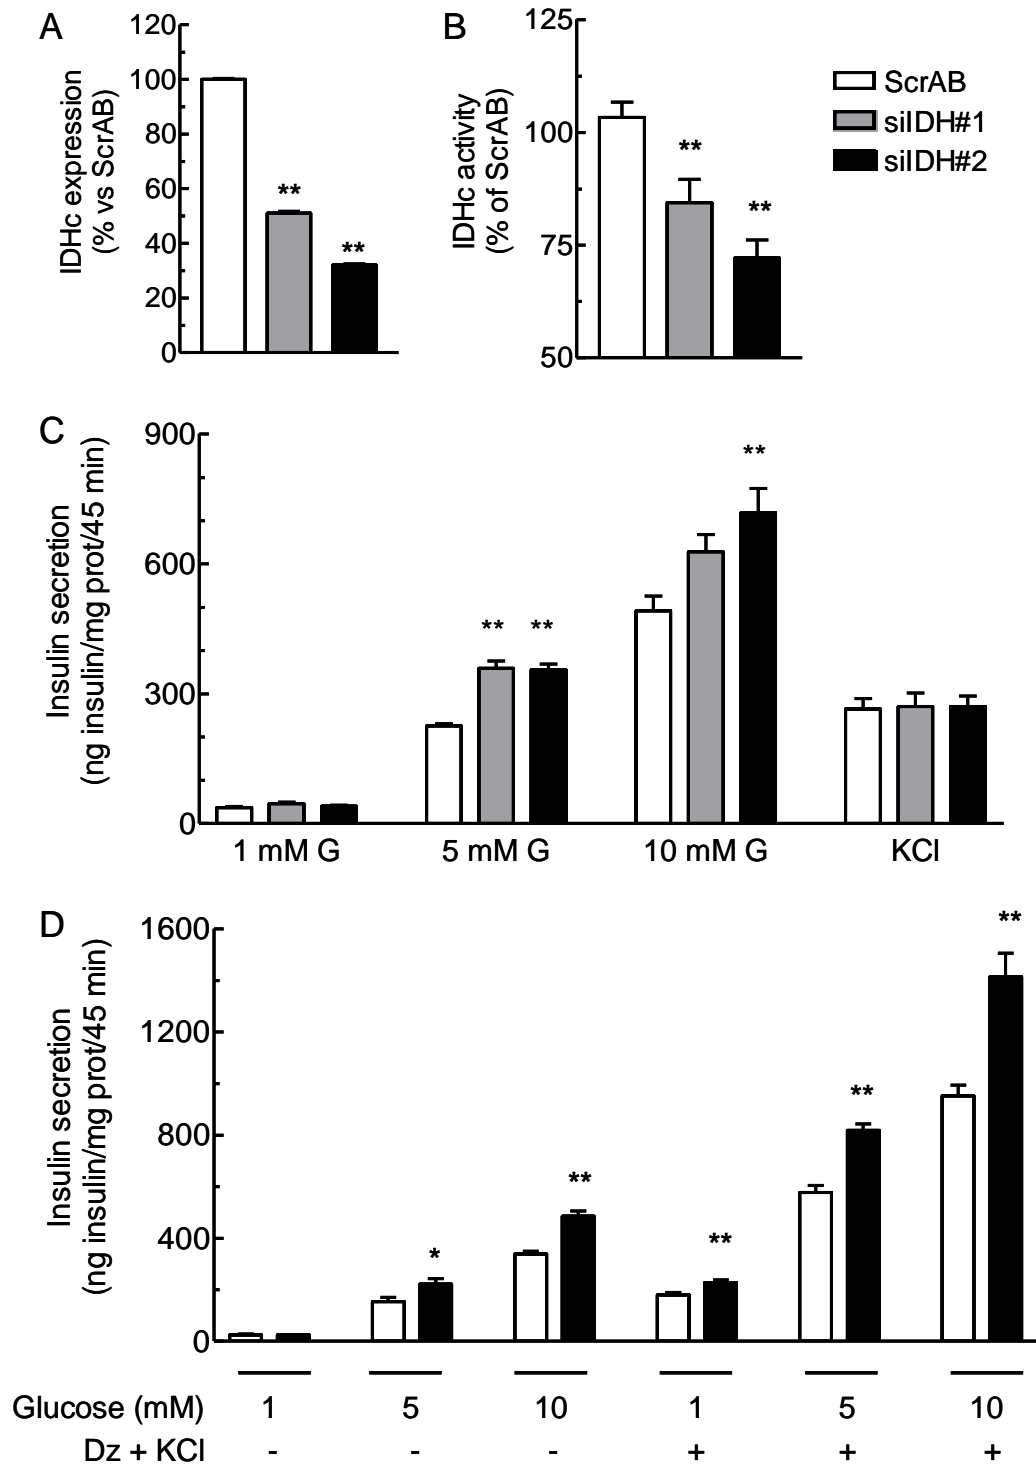 A
IDHc expression
(% vs ScrAB)
120
100
80
60
40
20
0
**
**
B
IDHc activity
(% of ScrAB)
125
100
75
50
**
**
ScrAB
siIDH#1
siIDH#2
C
Insulin secretion
(ng insulin/mg prot/45 min)
900
600
300
0
** **
**
1 mM G 5 mM G 10 mM G KCl
D
Insulin secretion
(ng insulin/mg prot/45 min)
1600
1200
800
400
0
*
**
**
**
**
Glucose (mM) 1 5 10 1 5 10
Dz + KCl - - - + + +